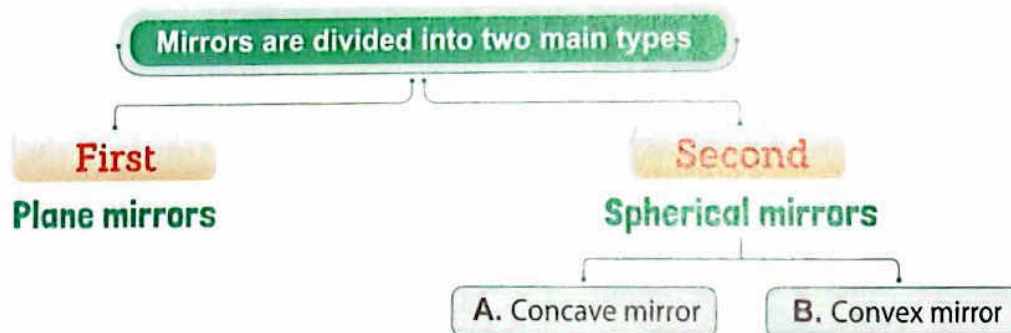 Mirrors are divided into two main types
First
Second
Plane mirrors
Spherical mirrors
A. Concave mirror
B. Convex mirror